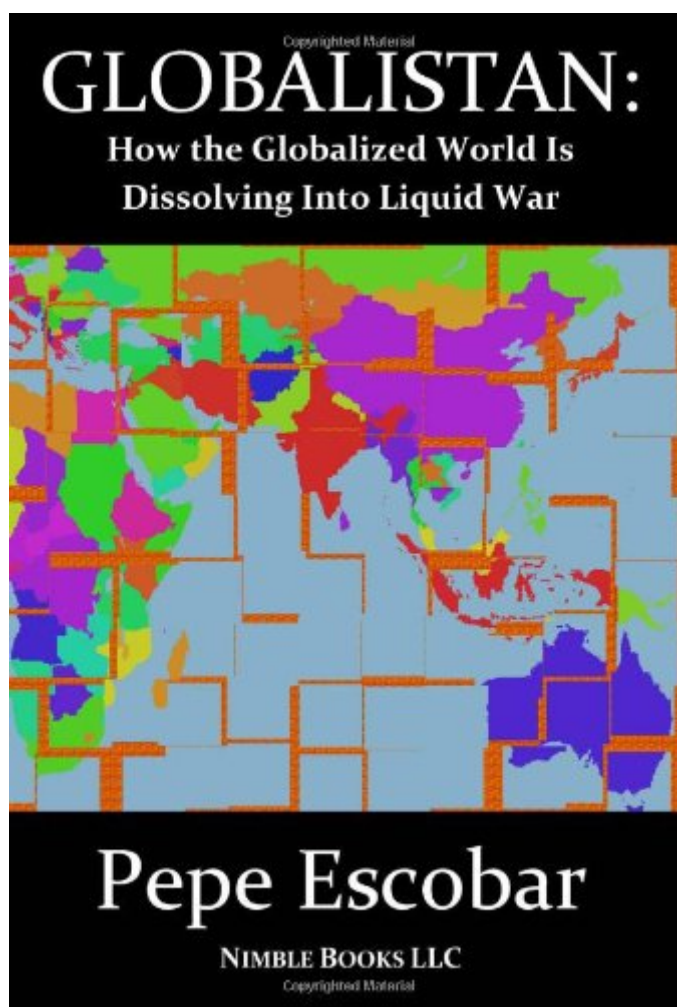 Copyrighted Material
GLOBALISTAN:
How the Globalized World Is
Dissolving Into Liquid War
Pepe Escobar
NIMBLE BOOKS LLC
Copyrighted Material